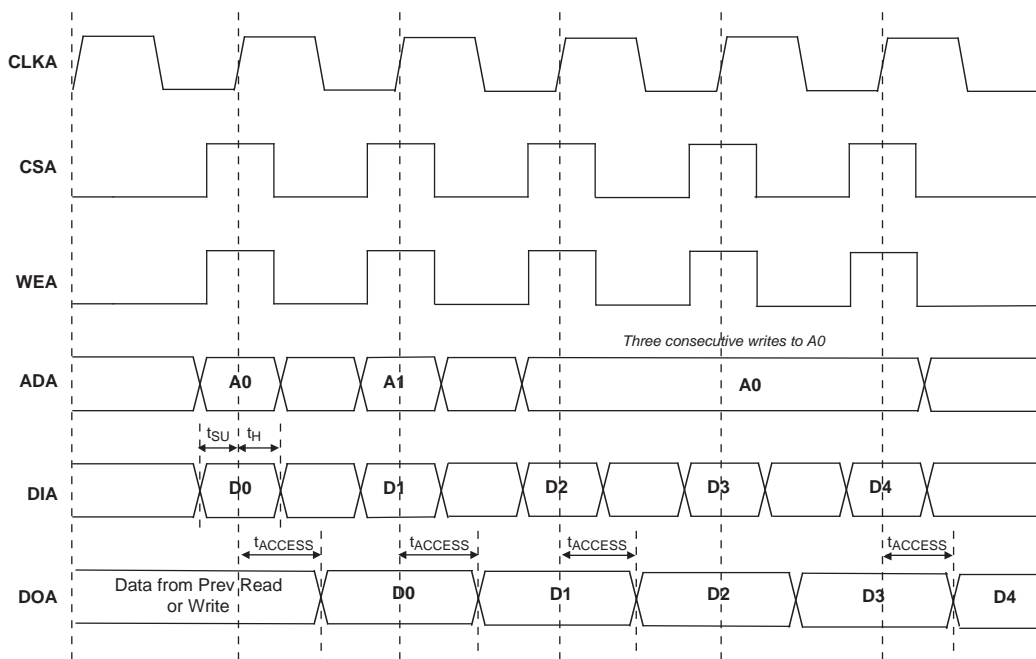 CLKA
CSA
WEA
Three consecutive writes to A0
ADA A0 A1 A0
tSU tH
DIA D0 D1 D2 D3 D4
tACCESS tACCESS tACCESS tACCESS
Data from Prev Read
or Write
DOA D0 D1 D2 D3 D4